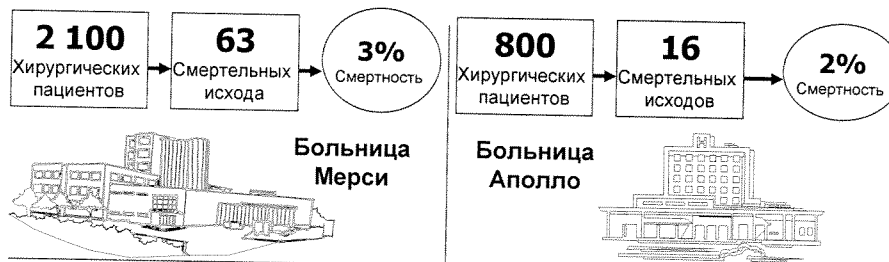 2 100
Хирургических
пациентов
63
Смертельных
исхода
3%
Смертность
Больница
Мерси
800
Хирургических
пациентов
16
Смертельных
исходов
2%
Смертность
Больница
Аполло
H